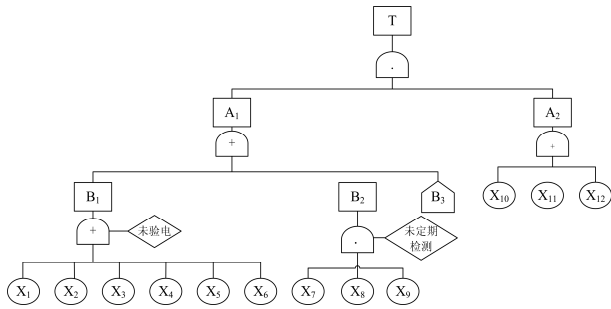 T
.
A₁
A₂
+
+
B₁
B₂
B₃
X₁₀
X₁₁
X₁₂
+
未验电
.
未定期
检测
X₁
X₂
X₃
X₄
X₅
X₆
X₇
X₈
X₉